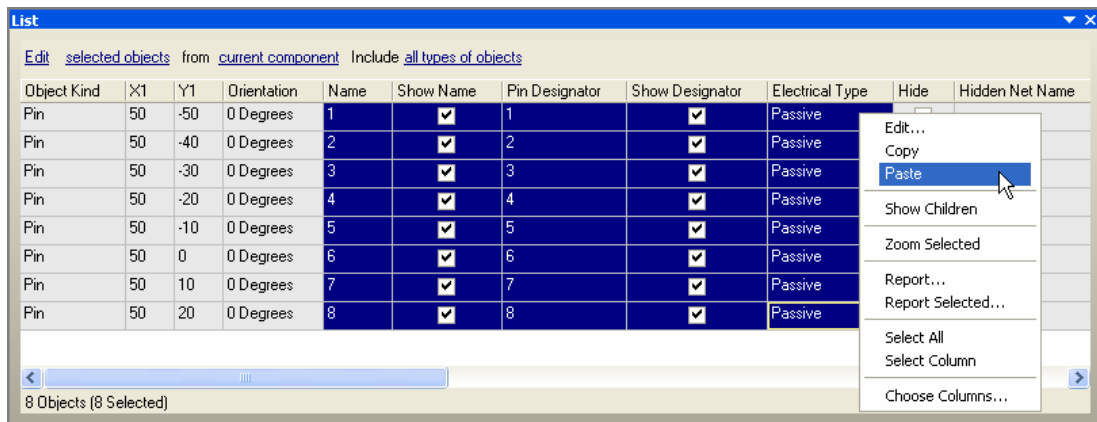 List
Edit selected objects from current component Include all types of objects
Object Kind X1 Y1 Orientation Name Show Name Pin Designator Show Designator Electrical Type Hide Hidden Net Name
Pin 50 -50 0 Degrees 1 1 Passive
Pin 50 -40 0 Degrees 2 2 Passive
Pin 50 -30 0 Degrees 3 3 Passive
Pin 50 -20 0 Degrees 4 4 Passive
Pin 50 -10 0 Degrees 5 5 Passive
Pin 50 0 0 Degrees 6 6 Passive
Pin 50 10 0 Degrees 7 7 Passive
Pin 50 20 0 Degrees 8 8 Passive
Edit...
Copy
Paste
Show Children
Zoom Selected
Report...
Report Selected...
Select All
Select Column
Choose Columns...
8 Objects (8 Selected)